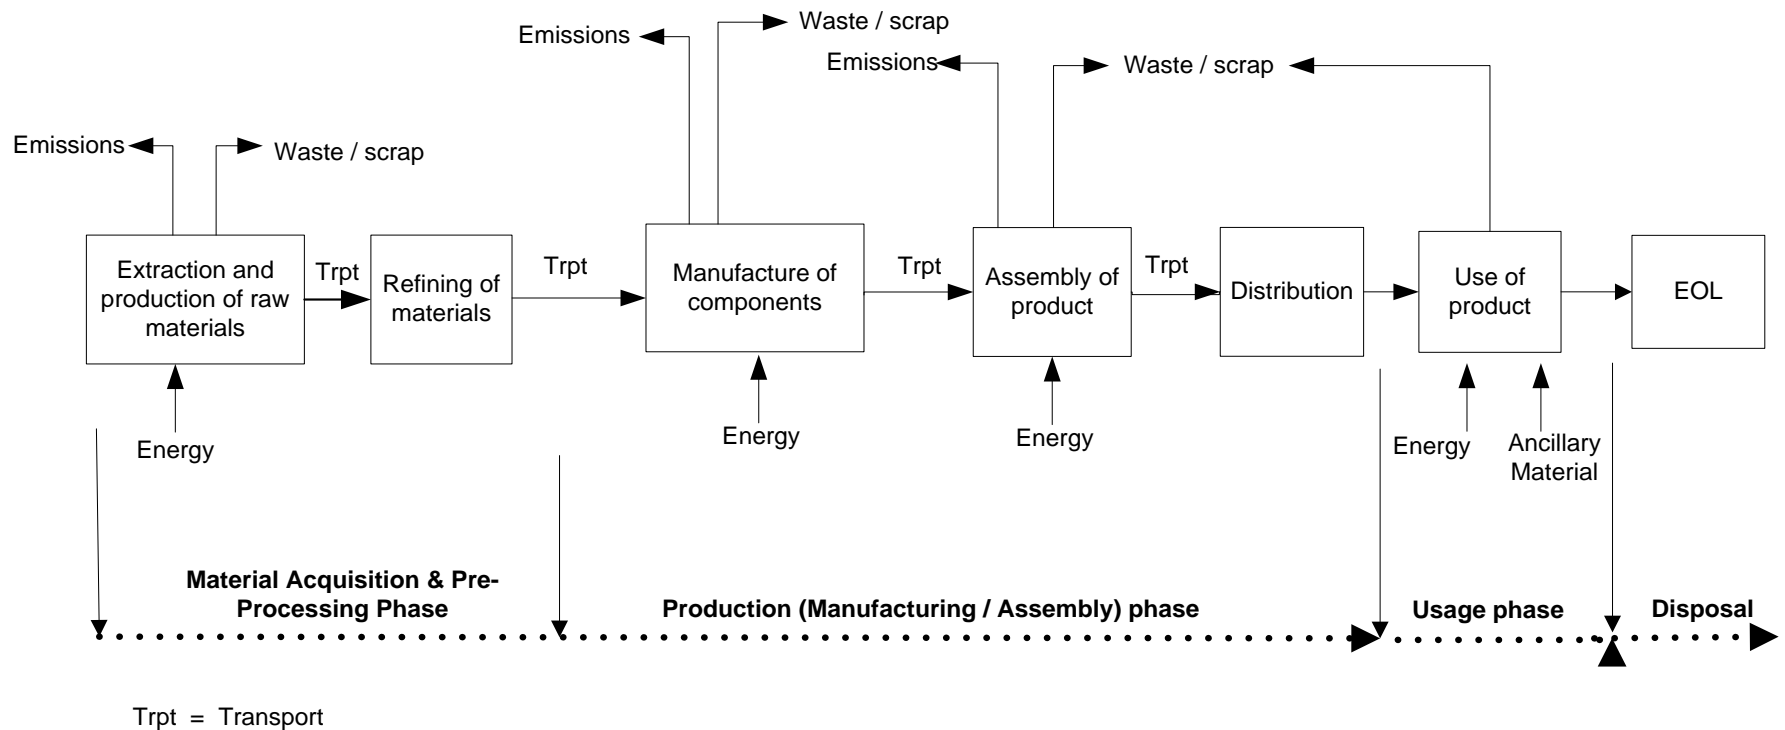 Waste / scrap
Emissions
Emissions
Waste / scrap
Emissions
Waste / scrap
Extraction and
production of raw
materials
Trpt
Refining of
materials
Trpt
Manufacture of
components
Trpt
Assembly of
product
Trpt
Distribution
Use of
product
EOL
Energy
Energy
Energy
Energy
Ancillary
Material
Material Acquisition & Pre-
Processing Phase
Production (Manufacturing / Assembly) phase
Usage phase
Disposal
Trpt = Transport